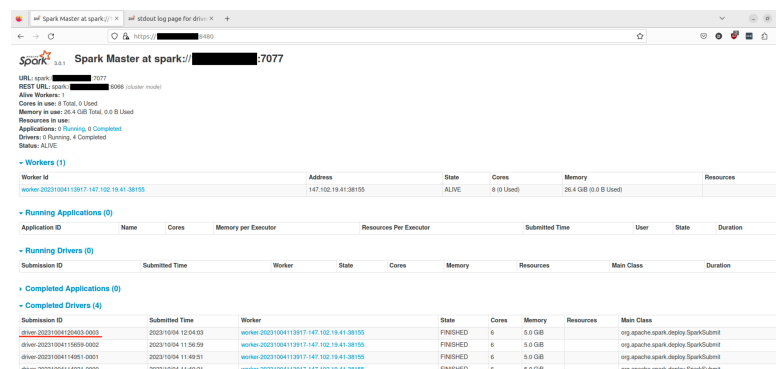 Spark Master at spark://
stdout log page for drive
https://
8480
Spark 3.0.1 Spark Master at spark:// :7077
URL: spark:// :7077
REST URL: spark:// :6066 (cluster mode)
Alive Workers: 1
Cores in use: 8 Total, 0 Used
Memory in use: 26.4 GiB Total, 0.0 B Used
Resources in use:
Applications: 0 Running, 0 Completed
Drivers: 0 Running, 4 Completed
Status: ALIVE
Workers (1)
Worker Id Address State Cores Memory Resources
worker-20231004113917-147.102.19.41-38155 147.102.19.41:38155 ALIVE 8 (0 Used) 26.4 GiB (0.0 B Used)
Running Applications (0)
Application ID Name Cores Memory per Executor Resources Per Executor Submitted Time User State Duration
Running Drivers (0)
Submission ID Submitted Time Worker State Cores Memory Resources Main Class Duration
Completed Applications (0)
Completed Drivers (4)
Submission ID Submitted Time Worker State Cores Memory Resources Main Class
driver-20231004120403-0003 2023/10/04 12:04:03 worker-20231004113917-147.102.19.41-38155 FINISHED 6 5.0 GiB org.apache.spark.deploy.SparkSubmit
driver-20231004115659-0002 2023/10/04 11:56:59 worker-20231004113917-147.102.19.41-38155 FINISHED 6 5.0 GiB org.apache.spark.deploy.SparkSubmit
driver-20231004114951-0001 2023/10/04 11:49:51 worker-20231004113917-147.102.19.41-38155 FINISHED 6 5.0 GiB org.apache.spark.deploy.SparkSubmit